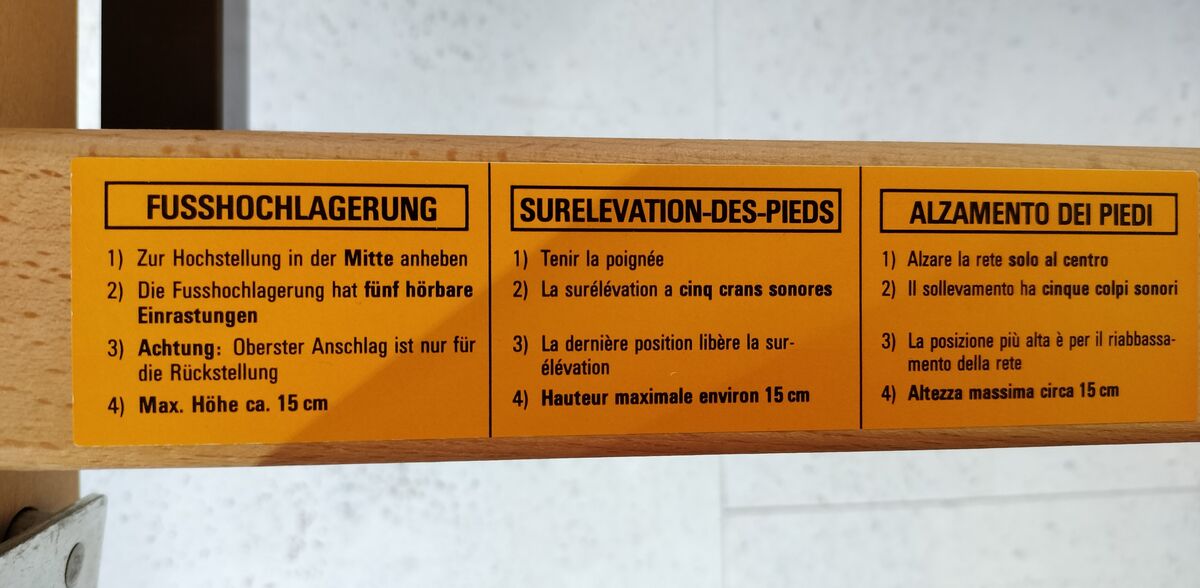 FUSSHOCHLAGERUNG
1) Zur Hochstellung in der Mitte anheben
2) Die Fusshochlagerung hat fünf hörbare
Einrastungen
3) Achtung: Oberster Anschlag ist nur für
die Rückstellung
4) Max. Höhe ca. 15 cm
SURELEVATION-DES-PIEDS
1) Tenir la poignée
2) La surélévation a cinq crans sonores
3) La dernière position libère la sur-
élévation
4) Hauteur maximale environ 15 cm
ALZAMENTO DEI PIEDI
1) Alzare la rete solo al centro
2) Il sollevamento ha cinque colpi sonori
3) La posizione più alta è per il riabbassa-
mento della rete
4) Altezza massima circa 15 cm